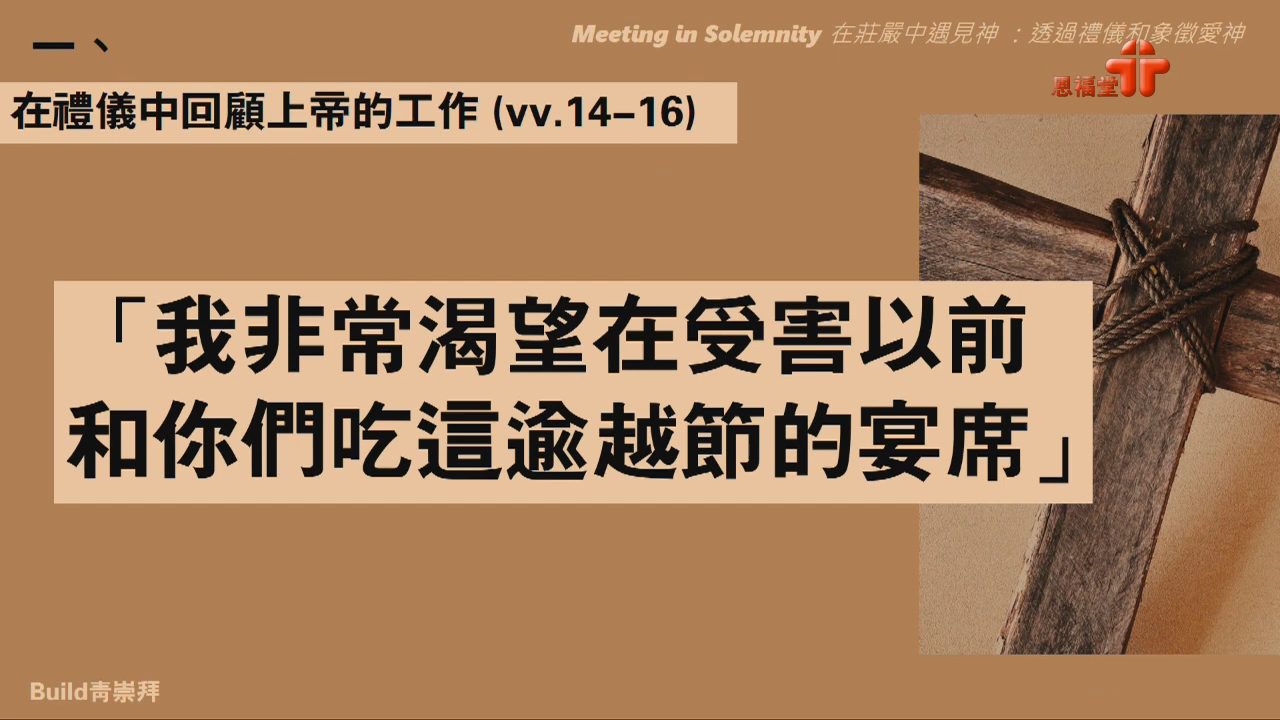 一、
Meeting in Solemnity 在莊嚴中遇見神 ：透過禮儀和象徵愛神
恩福堂
在禮儀中回顧上帝的工作 (vv.14-16)
「我非常渴望在受害以前
和你們吃這逾越節的宴席」
Build青崇拜